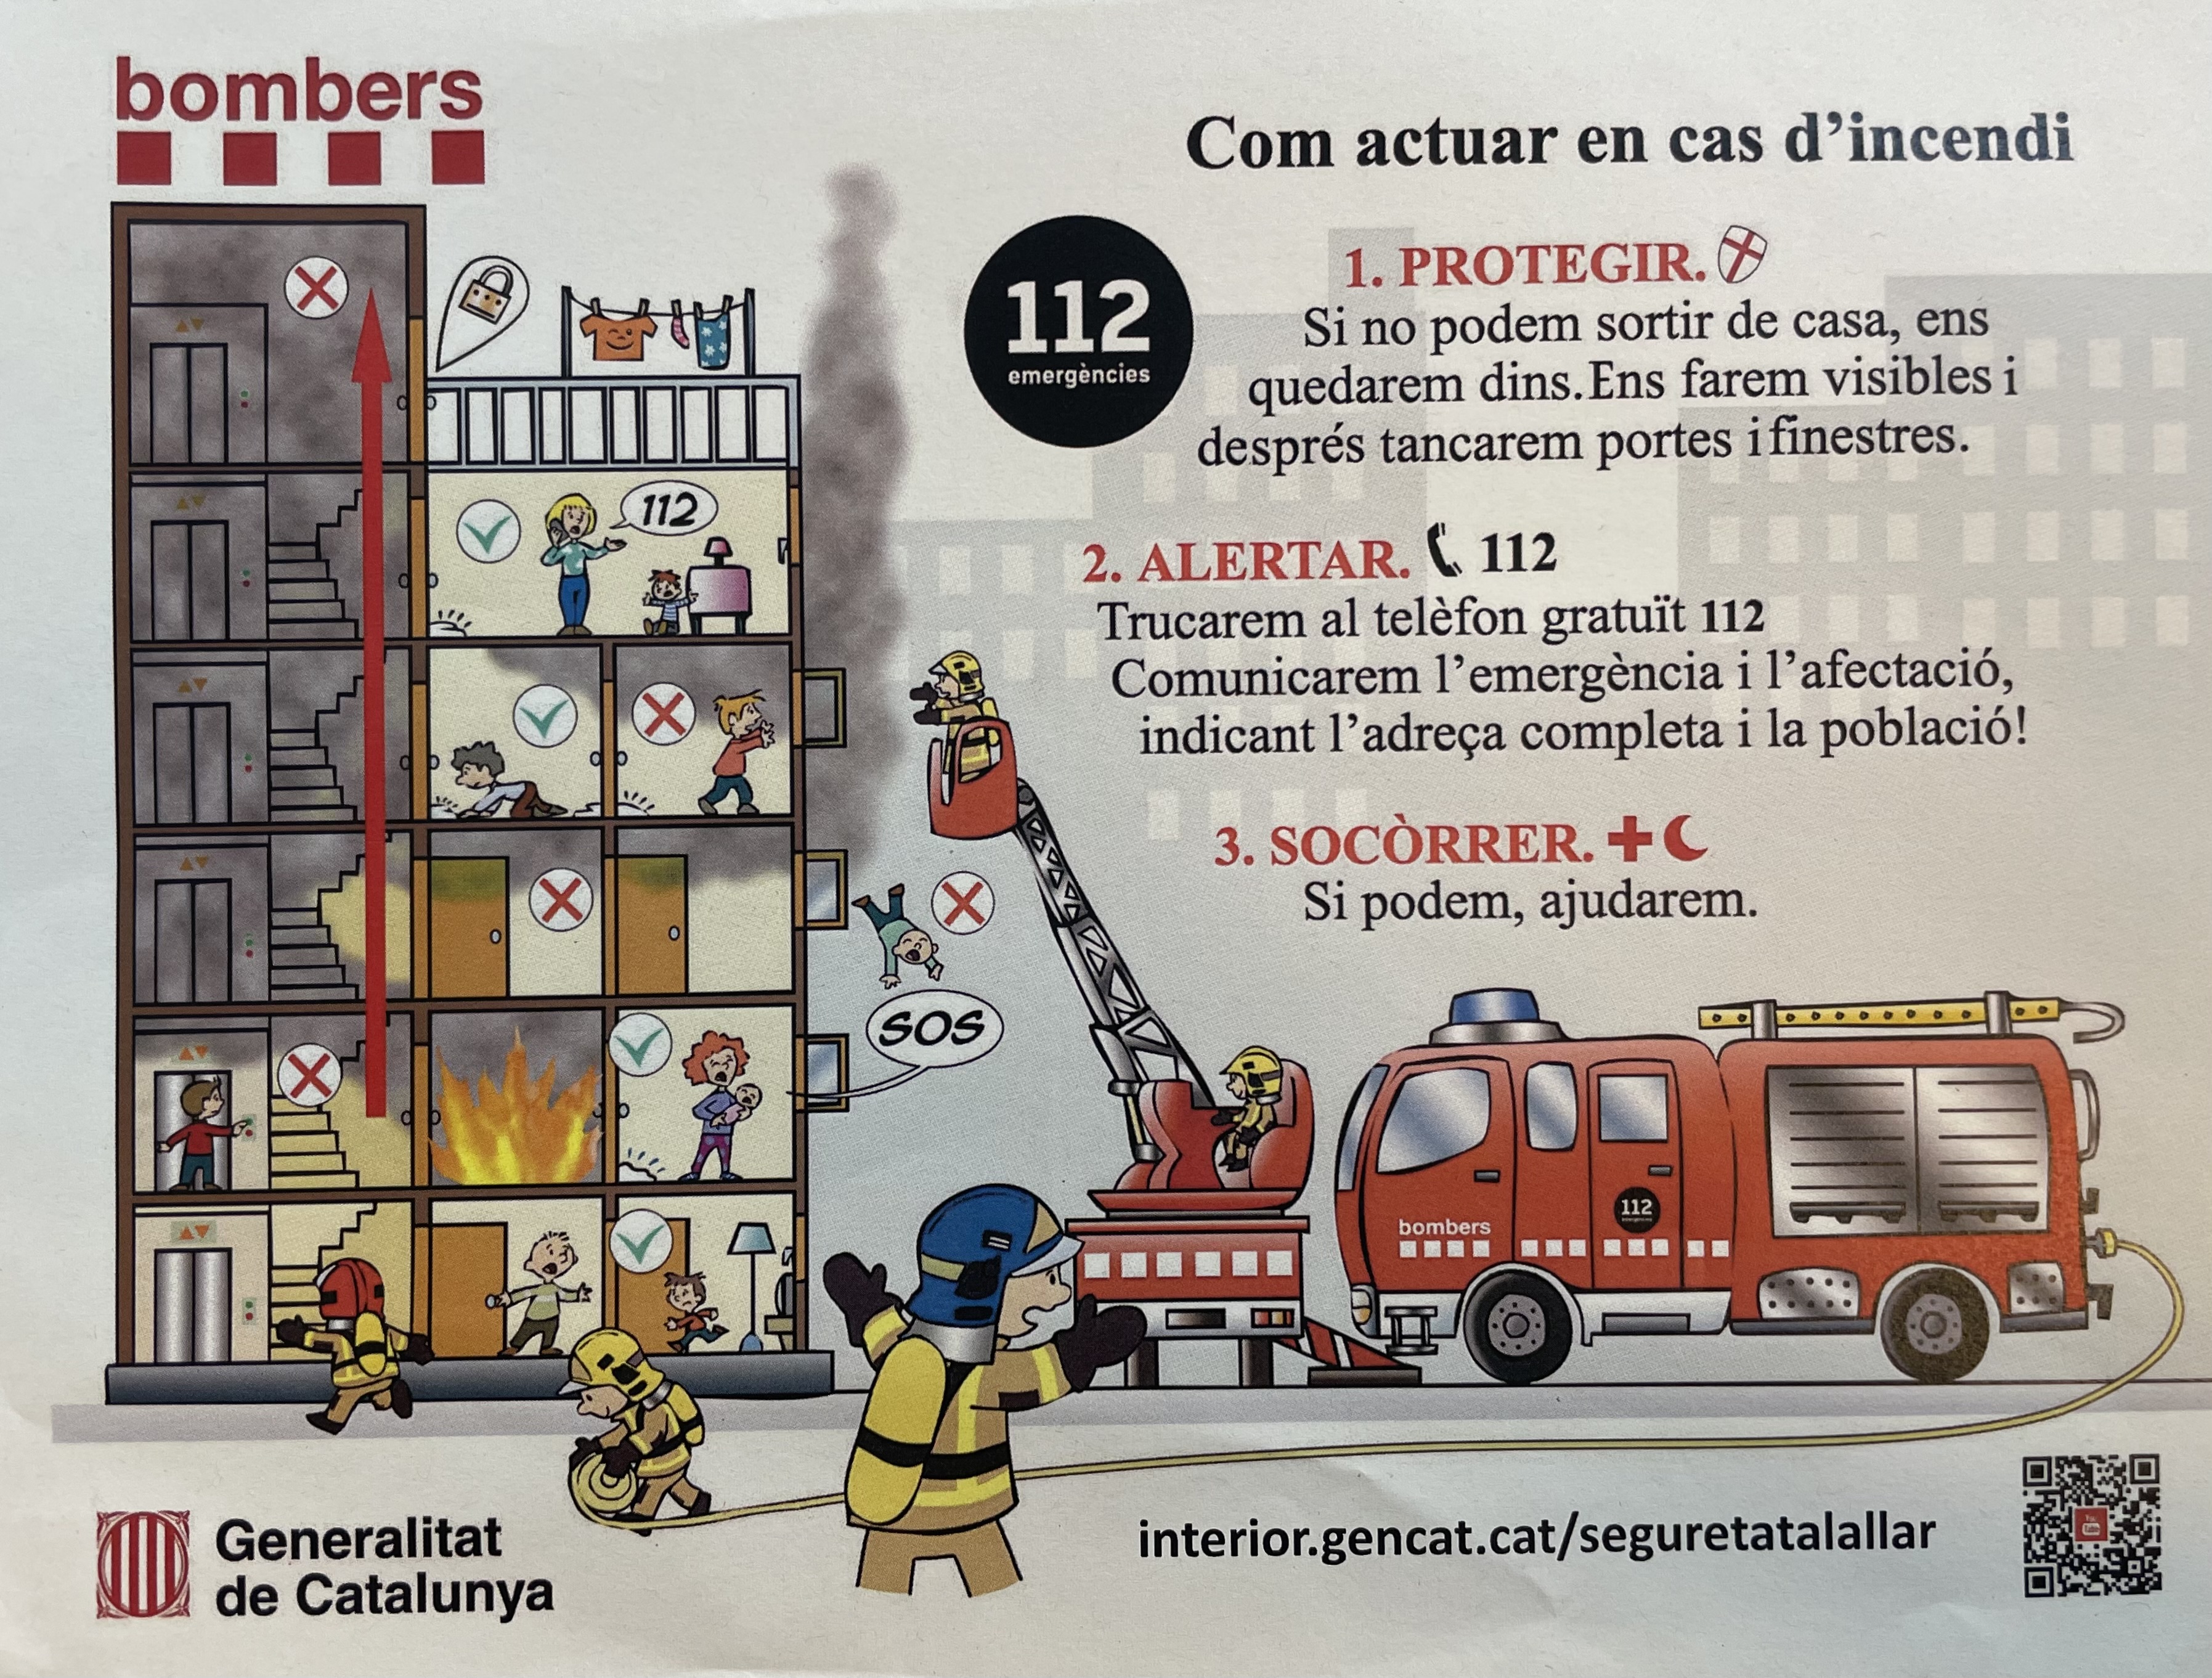 bombers
Com actuar en cas d'incendi
112
emergències
1. PROTEGIR.
Si no podem sortir de casa, ens
quedarem dins. Ens farem visibles i
després tancarem portes i finestres.
112
2. ALERTAR. 112
Trucarem al telèfon gratuït 112
Comunicarem l'emergència i l'afectació,
indicant l'adreça completa i la població!
3. SOCÒRRER.
Si podem, ajudarem.
SOS
112
bombers
Generalitat
de Catalunya
interior.gencat.cat/seguretatalallar